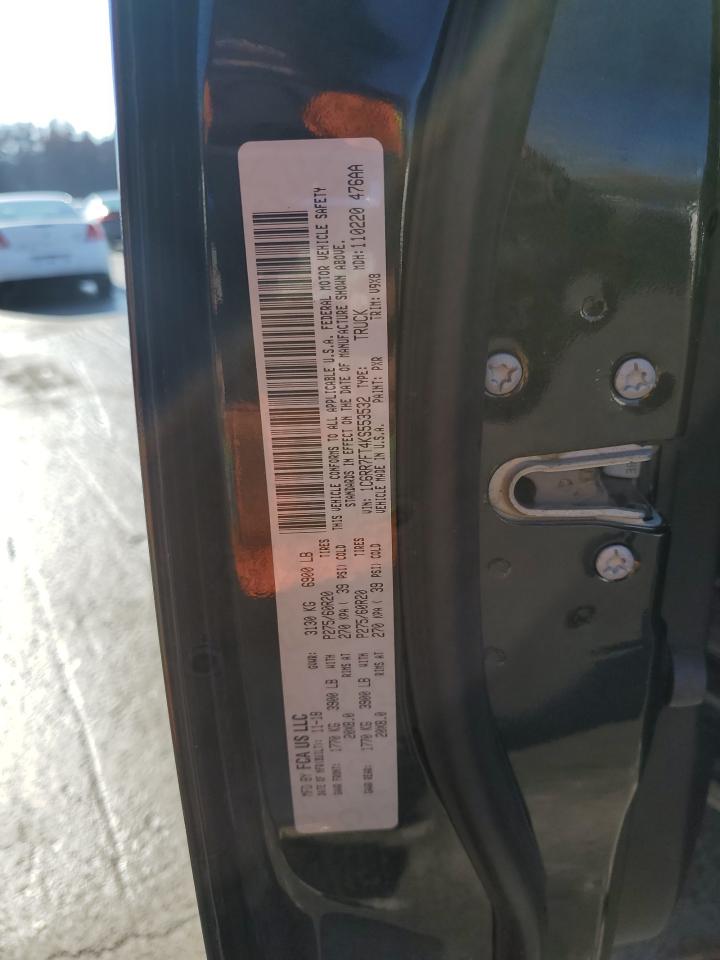 MFD BY FCA US LLC
DATE OF MFR(BUILT): 11-18 GVWR: 3130 KG 6900 LB
GAWR FRONT: 1770 KG 3900 LB WITH P275/60R20 TIRES
20X8.0 RIMS AT 270 KPA ( 39 PSI) COLD
GAWR REAR: 1770 KG 3900 LB WITH P275/60R20 TIRES
20X8.0 RIMS AT 270 KPA ( 39 PSI) COLD
THIS VEHICLE CONFORMS TO ALL APPLICABLE U.S.A. FEDERAL MOTOR VEHICLE SAFETY
STANDARDS IN EFFECT ON THE DATE OF MANUFACTURE SHOWN ABOVE.
VIN: 1C6RR7FT4KS553532 TYPE: TRUCK MDH:110220 476AA
VEHICLE MADE IN U.S.A. PAINT: PXR TRIM: V9X8